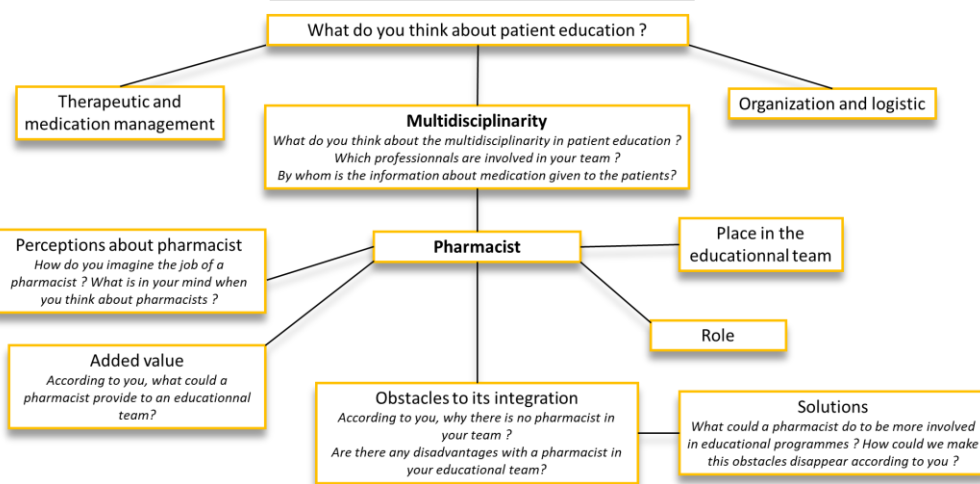 What do you think about patient education ?
Therapeutic and
medication management
Multidisciplinarity
What do you think about the multidisciplinarity in patient education ?
Which professionnals are involved in your team ?
By whom is the information about medication given to the patients?
Organization and logistic
Perceptions about pharmacist
How do you imagine the job of a
pharmacist ? What is in your mind when
you think about pharmacists ?
Pharmacist
Place in the
educationnal team
Added value
According to you, what could a
pharmacist provide to an educationnal
team?
Role
Obstacles to its integration
According to you, why there is no pharmacist in
your team ?
Are there any disadvantages with a pharmacist in
your educational team?
Solutions
What could a pharmacist do to be more involved
in educational programmes ? How could we make
this obstacles disappear according to you ?